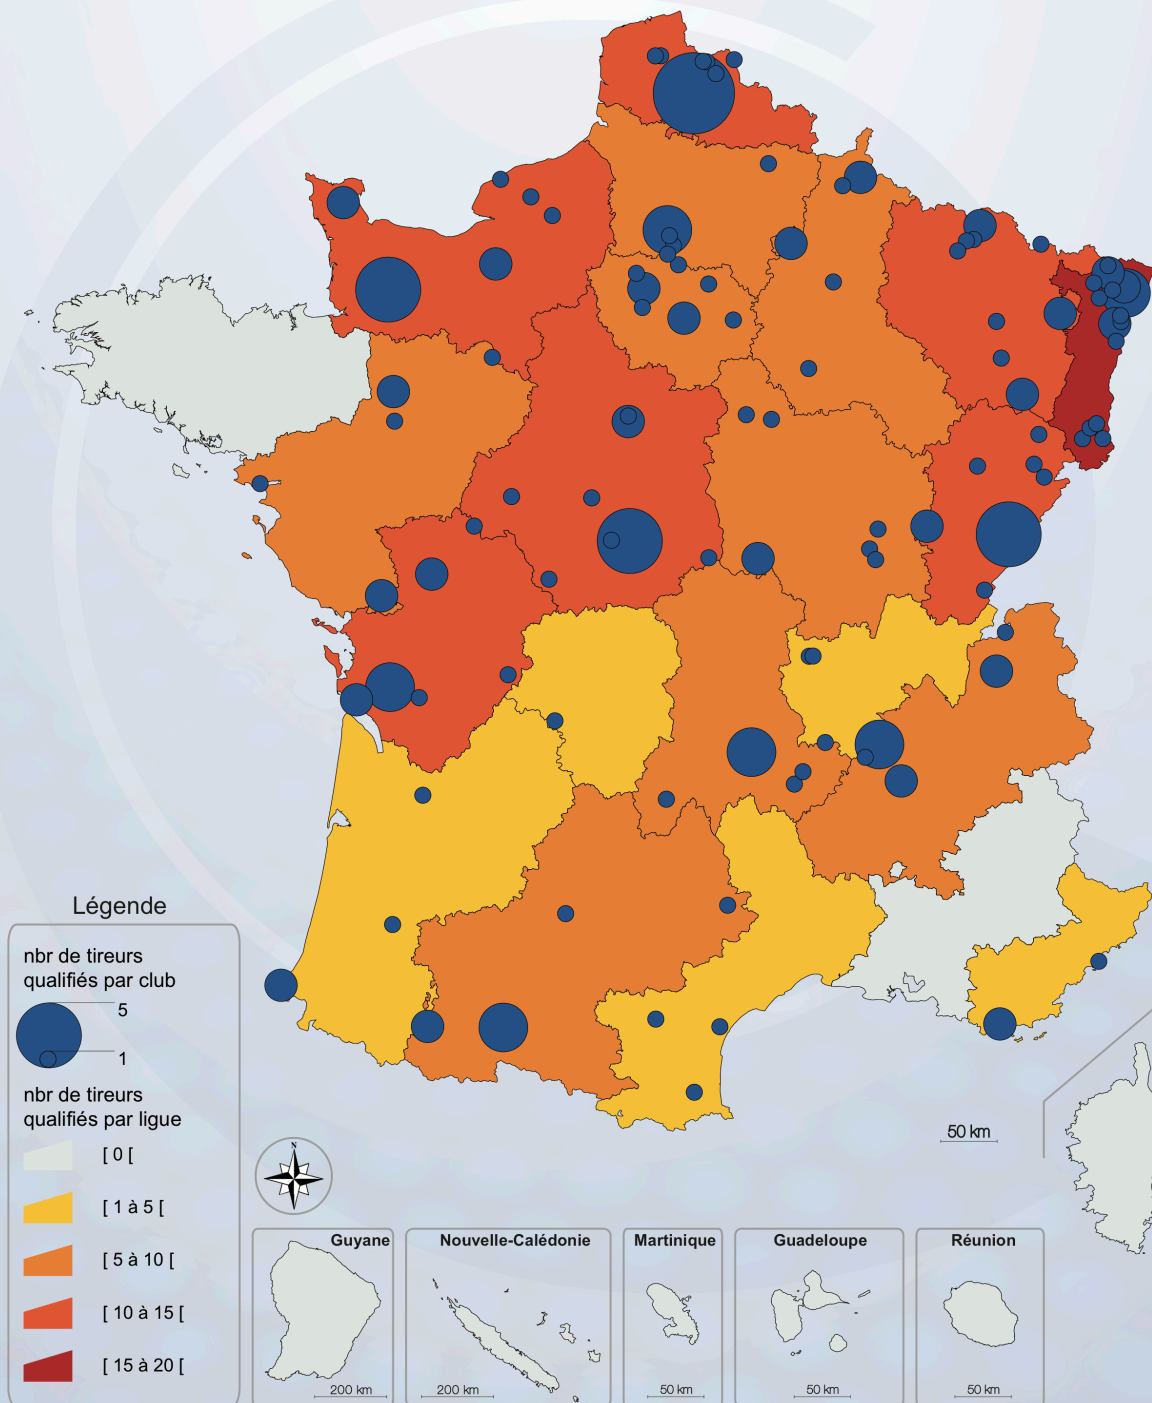 Légende
nbr de tireurs
qualifiés par club
5
1
nbr de tireurs
qualifiés par ligue
[ 0 [
[ 1 à 5 [
[ 5 à 10 [
[ 10 à 15 [
[ 15 à 20 [
N
50 km
Guyane
200 km
Nouvelle-Calédonie
200 km
Martinique
50 km
Guadeloupe
50 km
Réunion
50 km